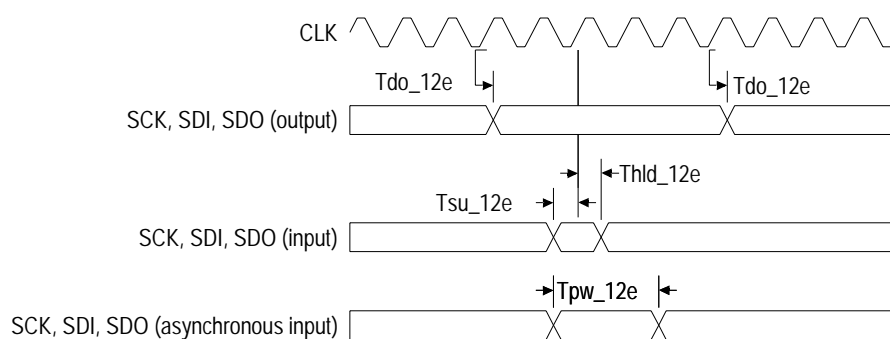 CLK
Tdo_12e
Tdo_12e
SCK, SDI, SDO (output)
Thld_12e
Tsu_12e
SCK, SDI, SDO (input)
Tpw_12e
SCK, SDI, SDO (asynchronous input)